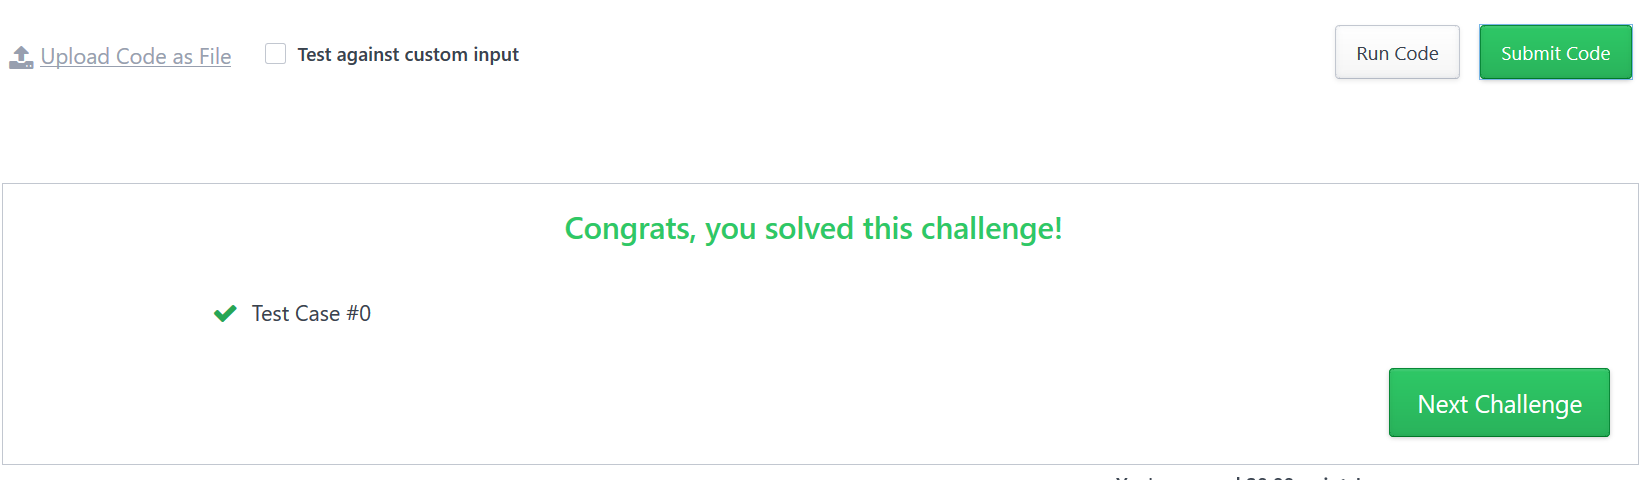 Upload Code as File
Test against custom input
Run Code
Submit Code
Congrats, you solved this challenge!
Test Case #0
Next Challenge